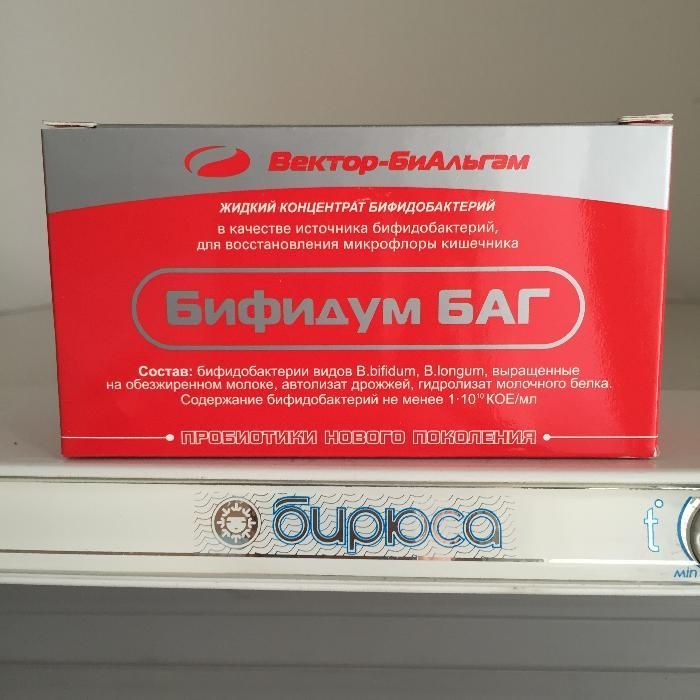 Вектор-БиАльгам
ЖИДКИЙ КОНЦЕНТРАТ БИФИДОБАКТЕРИЙ
в качестве источника бифидобактерий,
для восстановления микрофлоры кишечника
Бифидум БАГ
Состав: бифидобактерии видов B.bifidum, B.longum, выращенные
на обезжиренном молоке, автолизат дрожжей, гидролизат молочного белка.
Содержание бифидобактерий не менее 1·10¹⁰ КОЕ/мл
ПРОБИОТИКИ НОВОГО ПОКОЛЕНИЯ
бирюса
t°
min